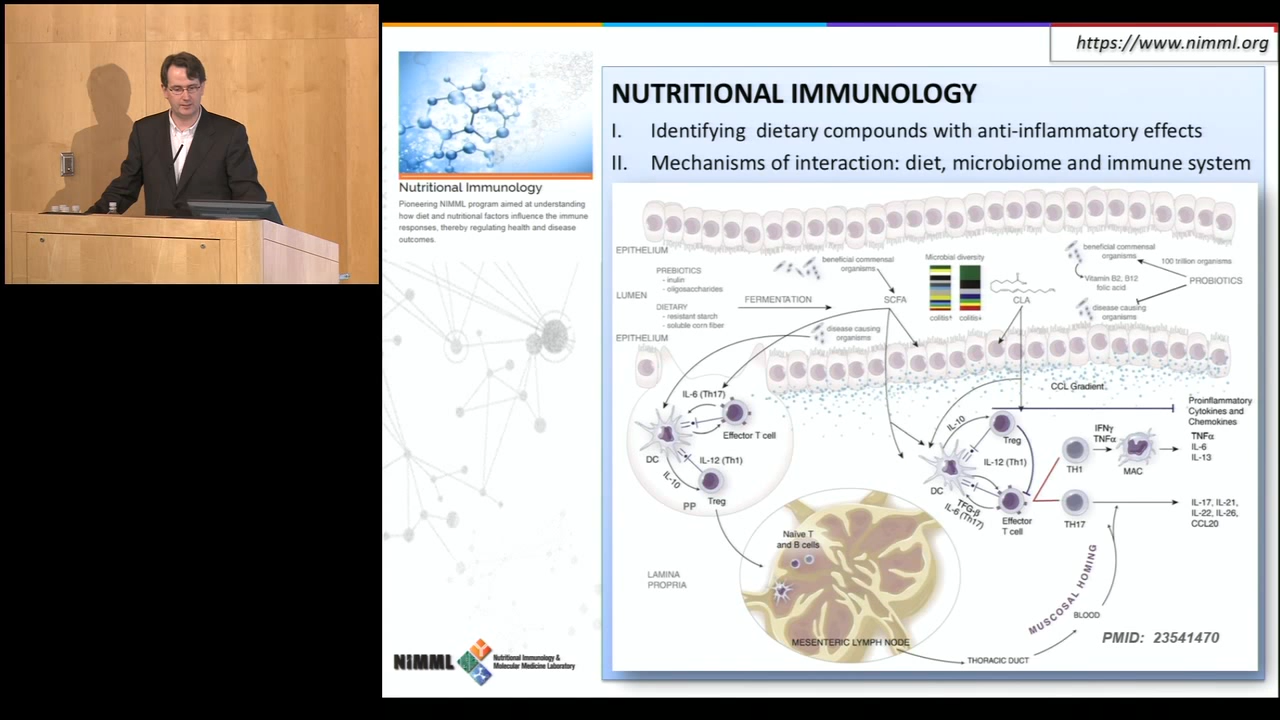 https://www.nimml.org
NUTRITIONAL IMMUNOLOGY
I. Identifying dietary compounds with anti-inflammatory effects
II. Mechanisms of interaction: diet, microbiome and immune system
Nutritional Immunology
Pioneering NIMML program aimed at understanding
how diet and nutritional factors influence the immune
responses, thereby regulating health and disease
outcomes.
EPITHELIUM
PREBIOTICS
- inulin
- oligosaccharides
LUMEN
DIETARY
- resistant starch
- soluble corn fiber
EPITHELIUM
FERMENTATION
beneficial commensal
organisms
SCFA
disease causing
organisms
Microbial diversity
colitis+
colitis+
CLA
beneficial commensal
organisms
100 trillion organisms
Vitamin B2, B12
folic acid
PROBIOTICS
disease causing
organisms
CCL Gradient
IL-6 (Th17)
Effector T cell
DC
IL-12 (Th1)
IL-10
Treg
PP
IL-10
Treg
IL-12 (Th1)
DC
TFG-β
IL-6 (Th17)
Effector
T cell
TH1
IFNγ
TNFα
MAC
TH17
Proinflammatory
Cytokines and
Chemokines
TNFα
IL-6
IL-13
IL-17, IL-21,
IL-22, IL-26,
CCL20
Naïve T
and B cells
LAMINA
PROPRIA
MESENTERIC LYMPH NODE
THORACIC DUCT
BLOOD
MUSCOSAL HOMING
PMID: 23541470
NIMML
Nutritional Immunology &
Molecular Medicine Laboratory